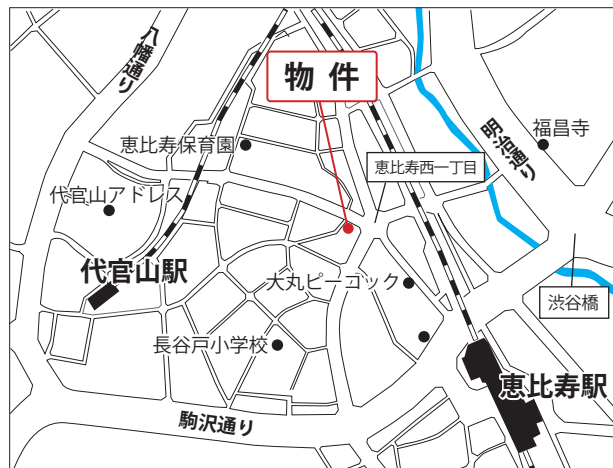 八幡通り
物件
恵比寿保育園
明治通り
福昌寺
恵比寿西一丁目
代官山アドレス
代官山駅
大丸ピーコック
渋谷橋
長谷戸小学校
恵比寿駅
駒沢通り